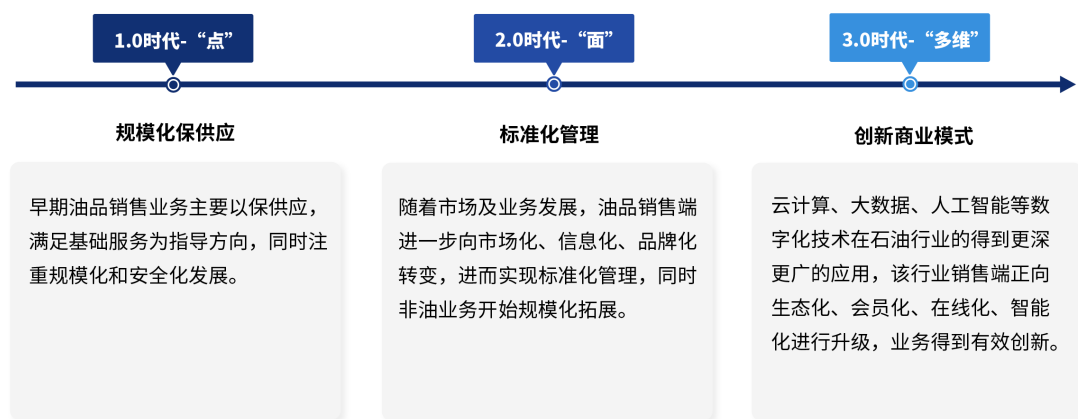 1.0时代-“点”
2.0时代-“面”
3.0时代-“多维”
规模化保供应
标准化管理
创新商业模式
早期油品销售业务主要以保供应，
满足基础服务为指导方向，同时注
重规模化和安全化发展。
随着市场及业务发展，油品销售端
进一步向市场化、信息化、品牌化
转变，进而实现标准化管理，同时
非油业务开始规模化拓展。
云计算、大数据、人工智能等数
字化技术在石油行业的得到更深
更广的应用，该行业销售端正向
生态化、会员化、在线化、智能
化进行升级，业务得到有效创新。